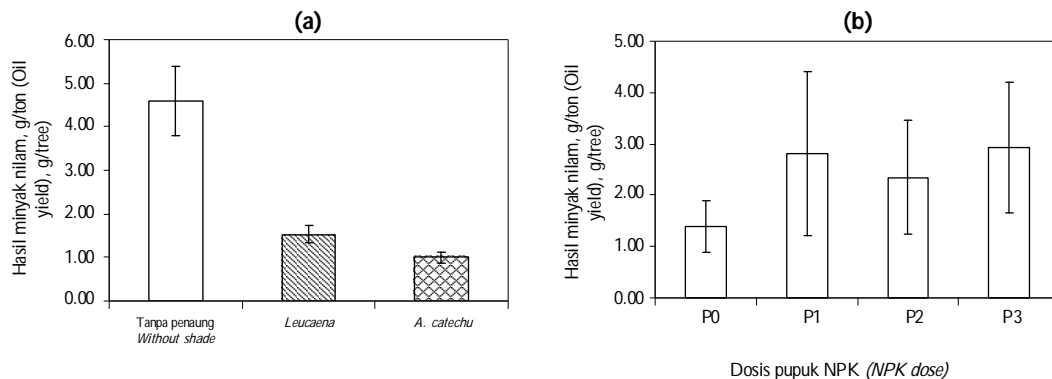 (a)
Hasil minyak nilam, g/ton (Oil
yield), g/tree)
6.00
5.00
4.00
3.00
2.00
1.00
0.00
Tanpa penaung
Without shade
Leucaena
A. catechu
(b)
Hasil minyak nilam, g/ton (Oil
yield), g/tree)
5.00
4.00
3.00
2.00
1.00
0.00
P0
P1
P2
P3
Dosis pupuk NPK (NPK dose)